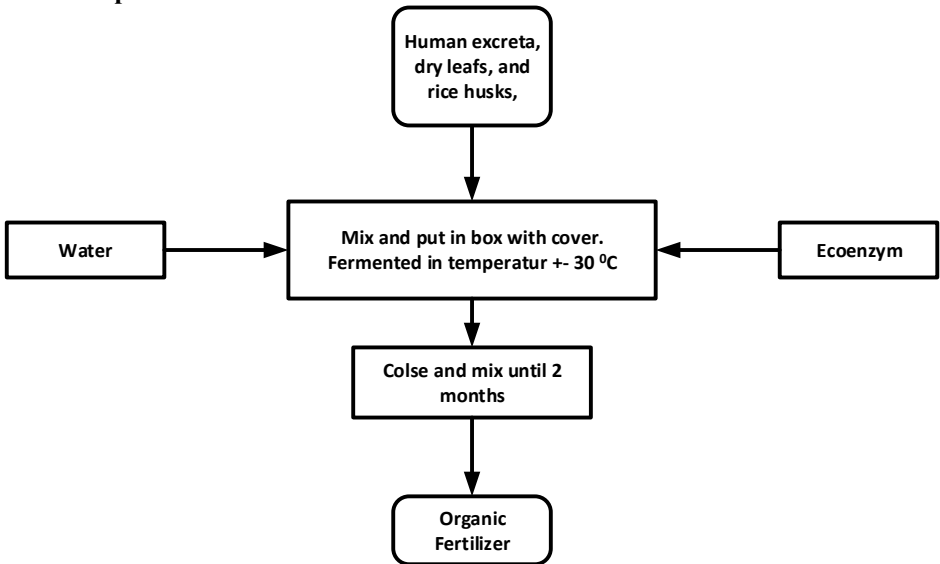 Human excreta,
dry leafs, and
rice husks,
Water
Mix and put in box with cover.
Fermented in temperatur +- 30 ⁰C
Ecoenzym
Colse and mix until 2
months
Organic
Fertilizer